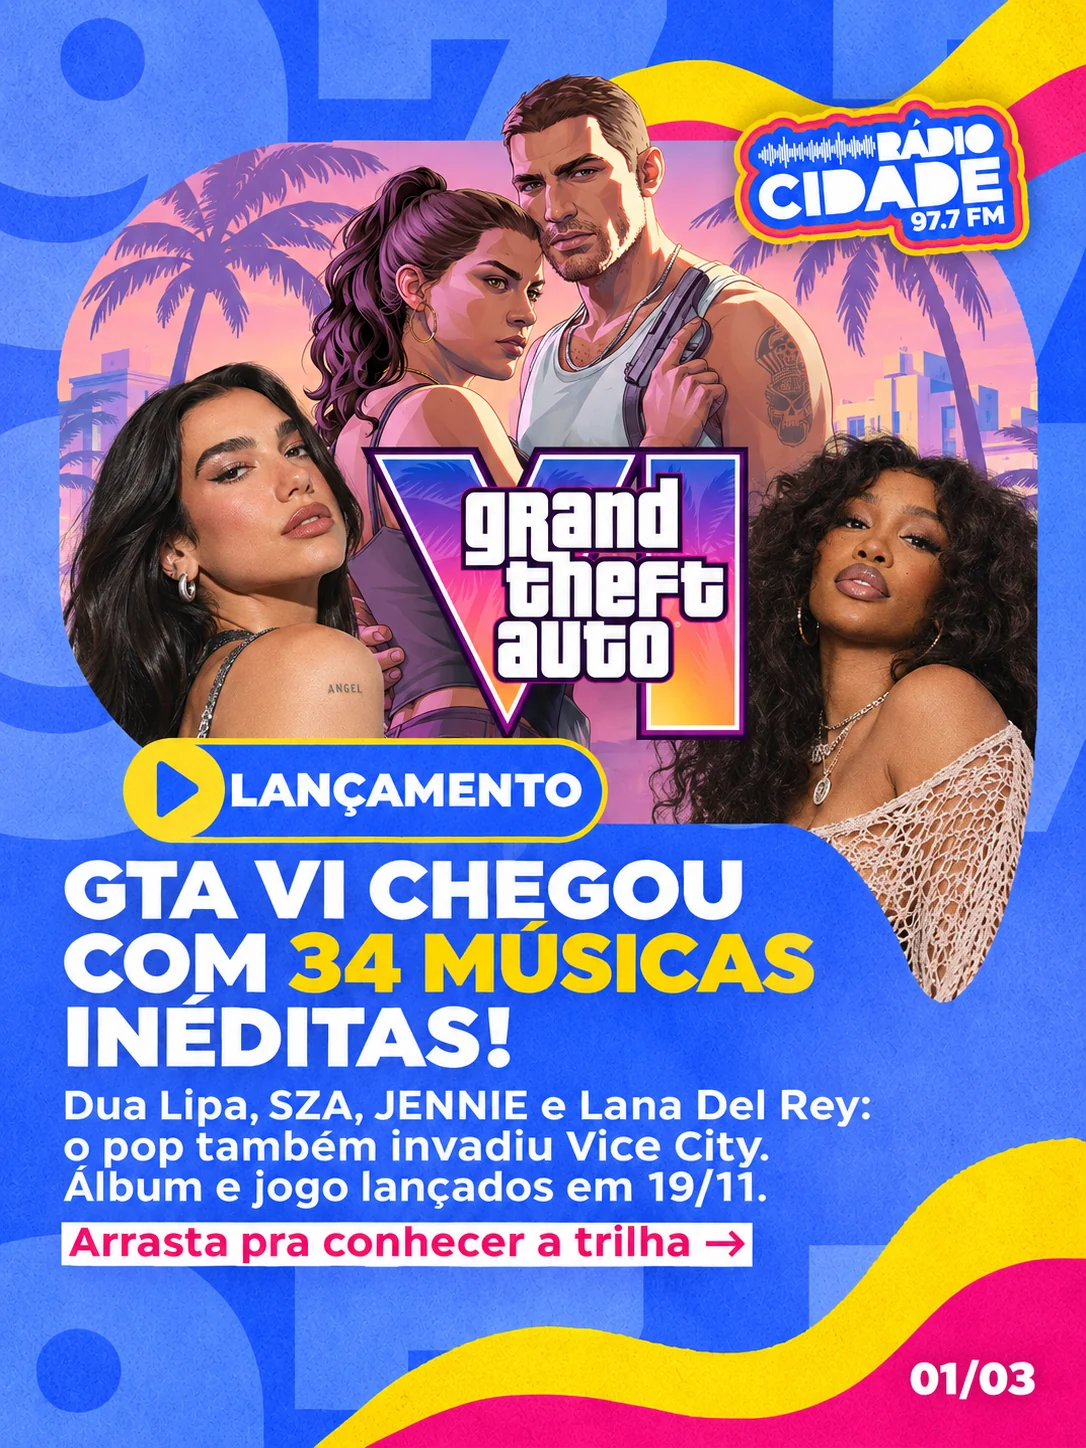 RÁDIO
CIDADE
97.7 FM
grand
theft
auto
VI
ANGEL
LANÇAMENTO
GTA VI CHEGOU
COM 34 MÚSICAS
INÉDITAS!
Dua Lipa, SZA, JENNIE e Lana Del Rey:
o pop também invadiu Vice City.
Álbum e jogo lançados em 19/11.
Arrasta pra conhecer a trilha →
01/03